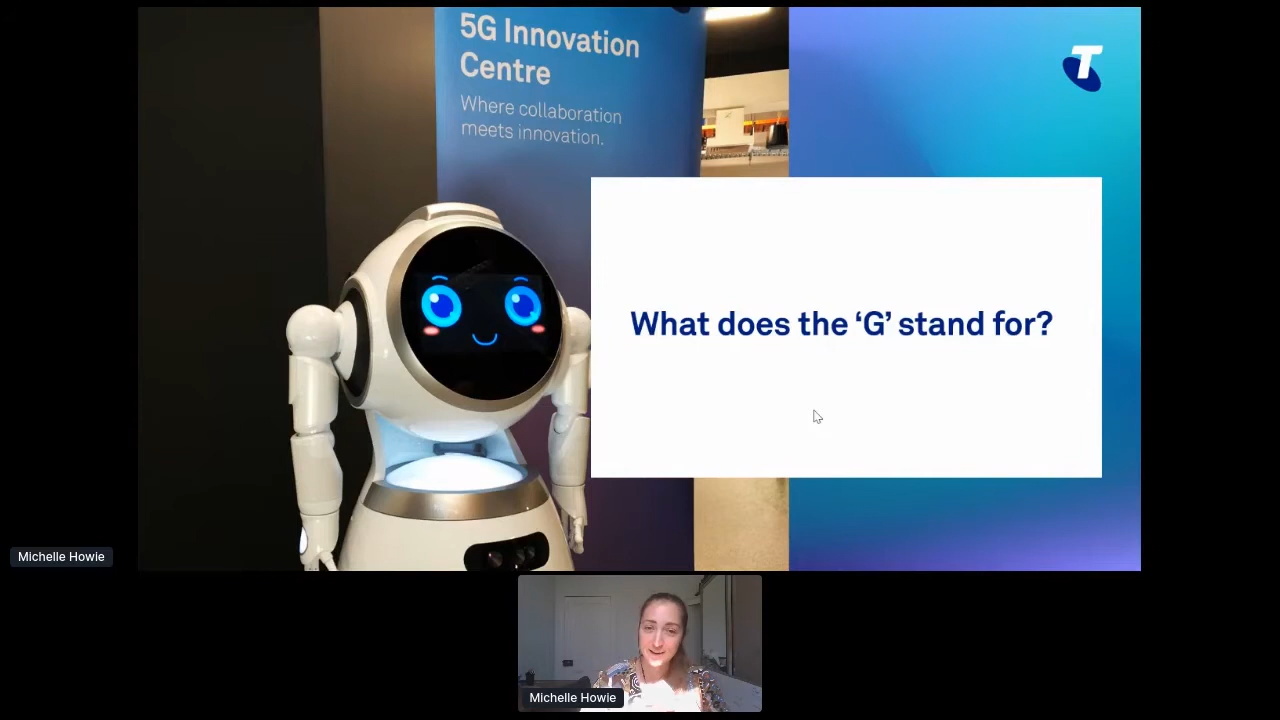 5G Innovation
Centre
Where collaboration
meets innovation.
T
What does the ‘G’ stand for?
Michelle Howie
Michelle Howie